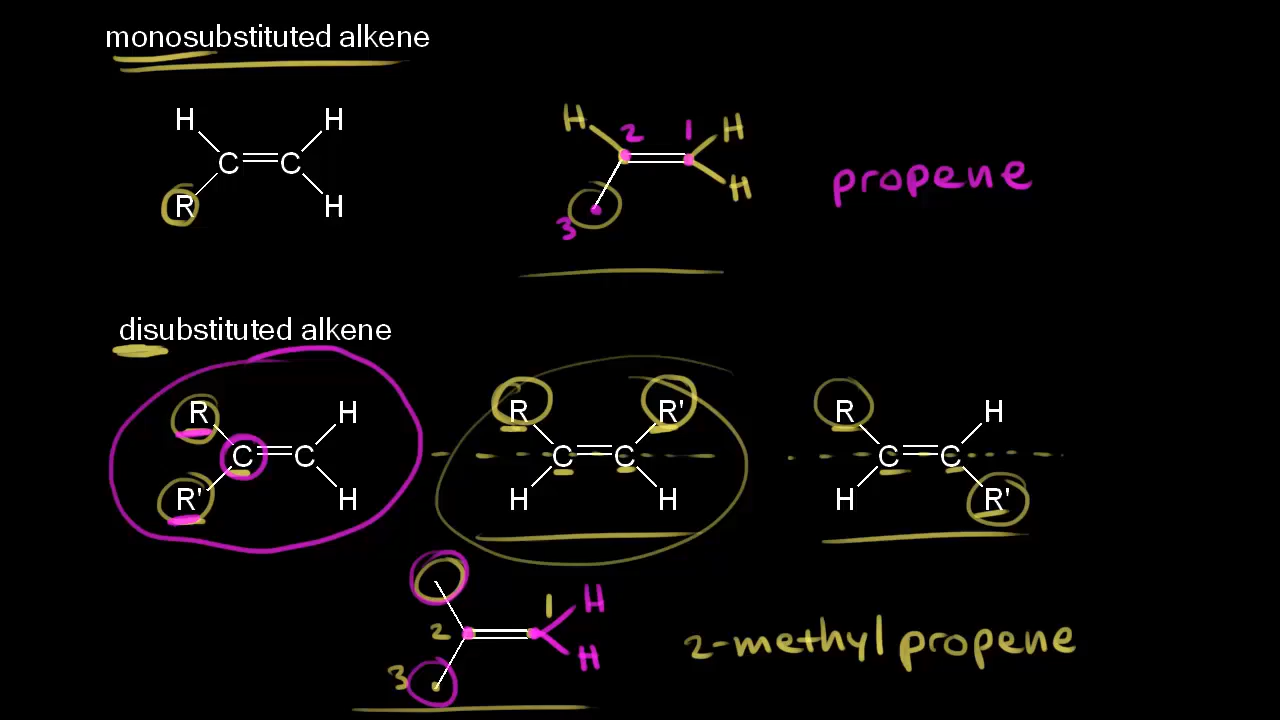 monosubstituted alkene
H H H 2 1 H
C C propene
R H 3 H
disubstituted alkene
R H R R' R H
C C C C C C
R' H H H H R'
1 H
2 2-methyl propene
3 H